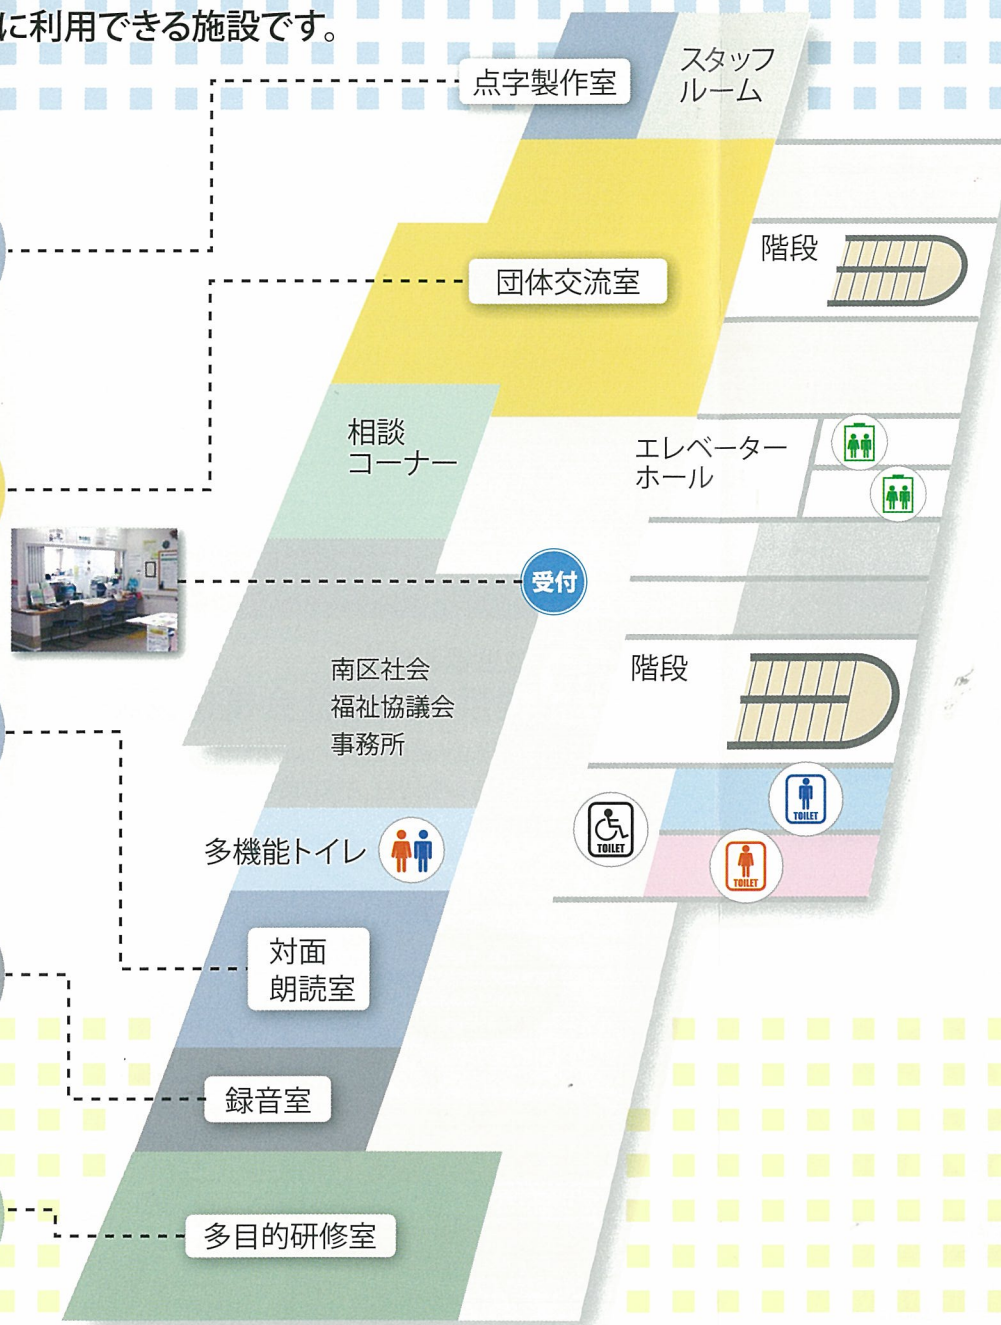 に利用できる施設です。
点字製作室
スタッフ
ルーム
団体交流室
階段
相談
コーナー
エレベーター
ホール
受付
南区社会
福祉協議会
事務所
階段
多機能トイレ
TOILET
TOILET
TOILET
対面
朗読室
録音室
多目的研修室